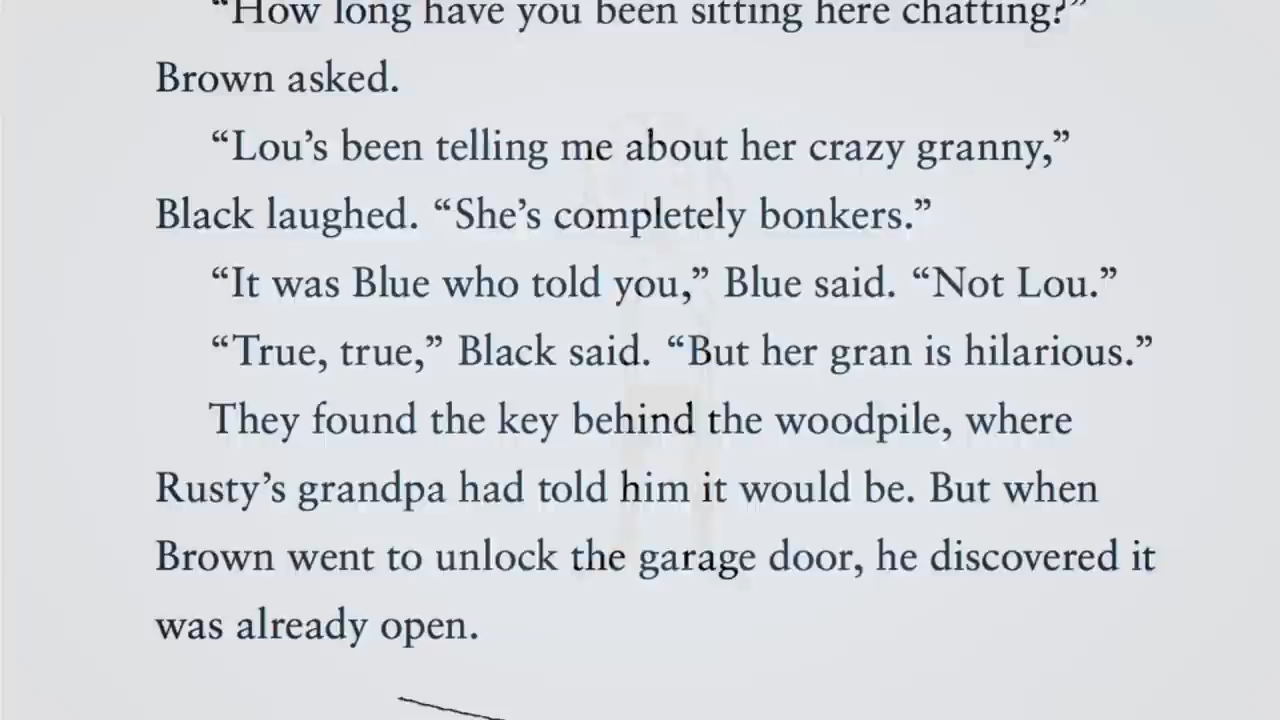 “How long have you been sitting here chatting?”
Brown asked.
“Lou’s been telling me about her crazy granny,”
Black laughed. “She’s completely bonkers.”
“It was Blue who told you,” Blue said. “Not Lou.”
“True, true,” Black said. “But her gran is hilarious.”
They found the key behind the woodpile, where
Rusty’s grandpa had told him it would be. But when
Brown went to unlock the garage door, he discovered it
was already open.